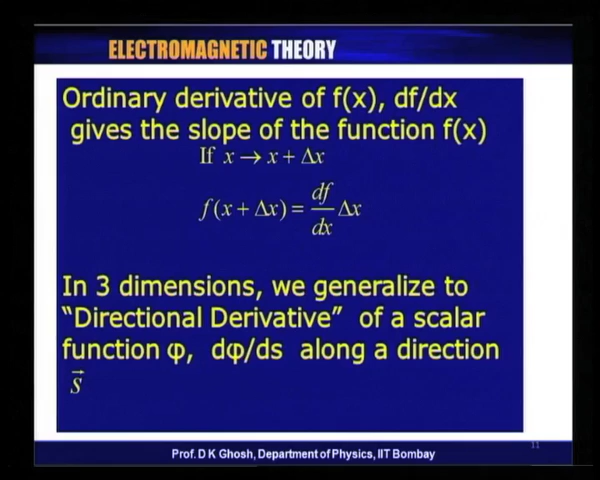 ELECTROMAGNETIC THEORY
Ordinary derivative of f(x), df/dx
gives the slope of the function f(x)
If x → x + Δx
f(x + Δx) = df/dx Δx
In 3 dimensions, we generalize to
“Directional Derivative” of a scalar
function φ, dφ/ds along a direction
s⃗
11
Prof. D K Ghosh, Department of Physics, IIT Bombay